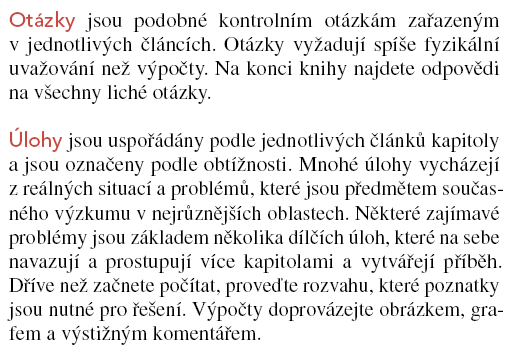 Otázky jsou podobné kontrolním otázkám zařazeným
v jednotlivých článcích. Otázky vyžadují spíše fyzikální
uvažování než výpočty. Na konci knihy najdete odpovědi
na všechny liché otázky.
Úlohy jsou uspořádány podle jednotlivých článků kapitoly
a jsou označeny podle obtížnosti. Mnohé úlohy vycházejí
z reálných situací a problémů, které jsou předmětem součas-
ného výzkumu v nejrůznějších oblastech. Některé zajímavé
problémy jsou základem několika dílčích úloh, které na sebe
navazují a prostupují více kapitolami a vytvářejí příběh.
Dříve než začnete počítat, proveďte rozvahu, které poznatky
jsou nutné pro řešení. Výpočty doprovázejte obrázkem, gra-
fem a výstižným komentářem.